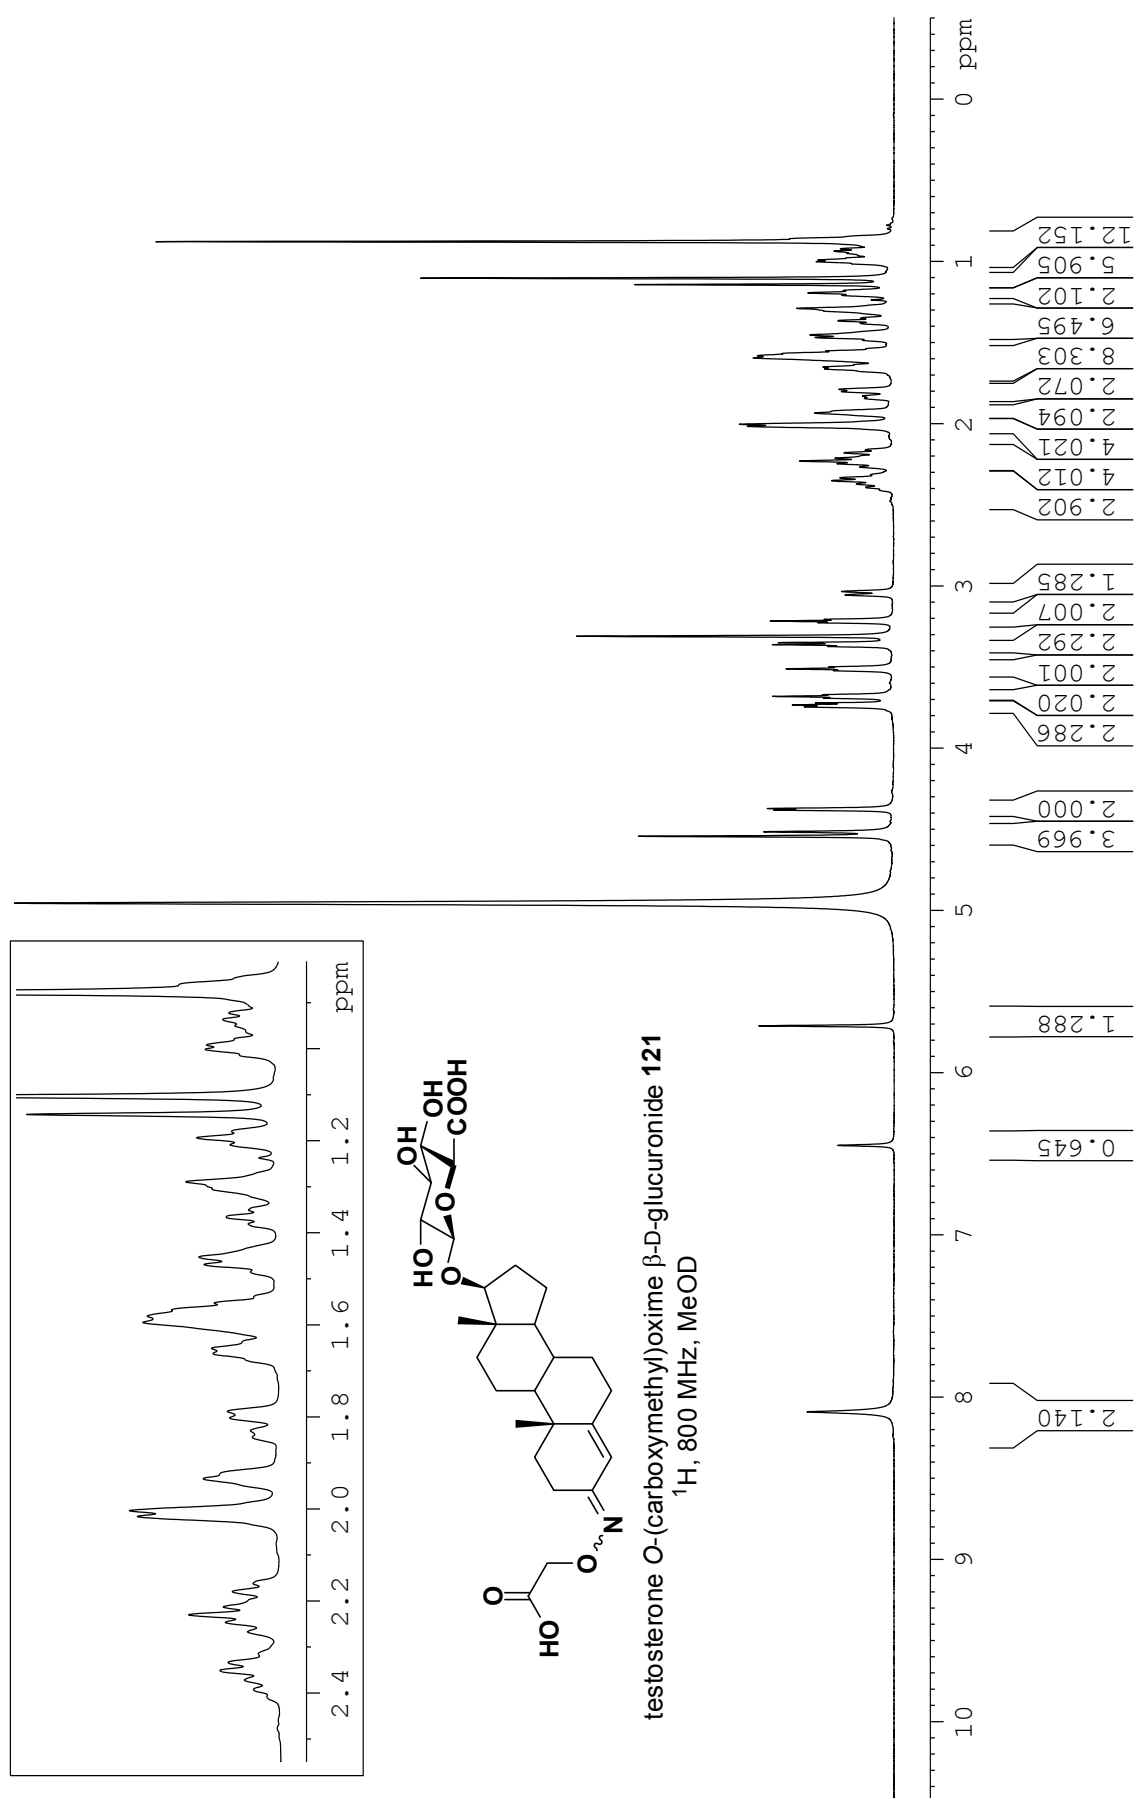 ppm
2.4
2.2
2.0
1.8
1.6
1.4
1.2
ppm
HO
O
O
N
HO
O
OH
O
OH
COOH
testosterone O-(carboxymethyl)oxime β-D-glucuronide 121
¹H, 800 MHz, MeOD
10
9
8
7
6
5
4
3
2
1
0
2.140
0.645
1.288
3.969
2.000
2.286
2.020
2.001
2.292
2.007
1.285
2.902
4.012
4.021
2.094
2.072
8.303
6.495
2.102
5.905
12.152